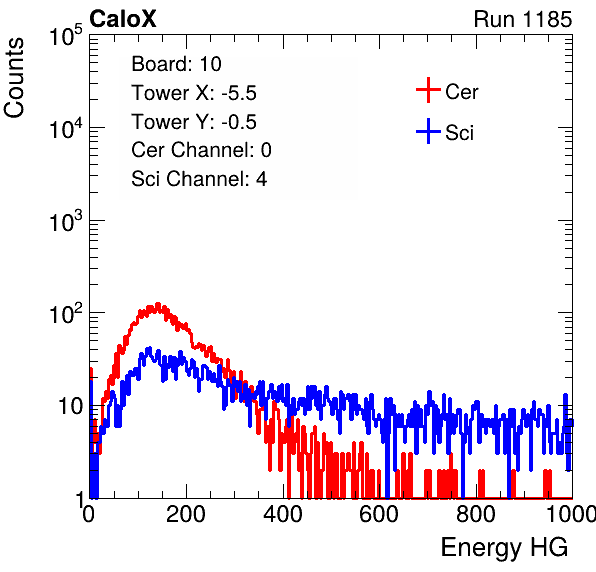 CaloX
Run 1185
Counts
10^5
10^4
10^3
10^2
10
1
Board: 10
Tower X: -5.5
Tower Y: -0.5
Cer Channel: 0
Sci Channel: 4
Cer
Sci
0 200 400 600 800 1000
Energy HG